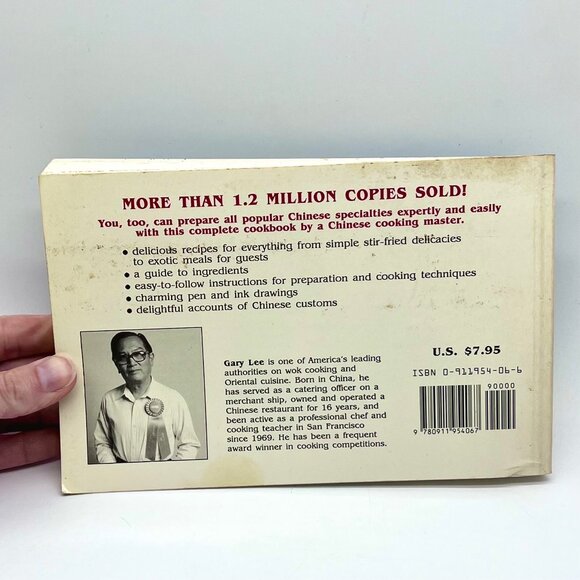 MORE THAN 1.2 MILLION COPIES SOLD!
You, too, can prepare all popular Chinese specialties expertly and easily
with this complete cookbook by a Chinese cooking master.
• delicious recipes for everything from simple stir-fried delicacies
to exotic meals for guests
• a guide to ingredients
• easy-to-follow instructions for preparation and cooking techniques
• charming pen and ink drawings
• delightful accounts of Chinese customs
Gary Lee is one of America's leading
authorities on wok cooking and
Oriental cuisine. Born in China, he
has served as a catering officer on a
merchant ship, owned and operated a
Chinese restaurant for 16 years, and
been active as a professional chef and
cooking teacher in San Francisco
since 1969. He has been a frequent
award winner in cooking competitions.
U.S. $7.95
ISBN 0-911954-06-6
90000
9 780911 954067